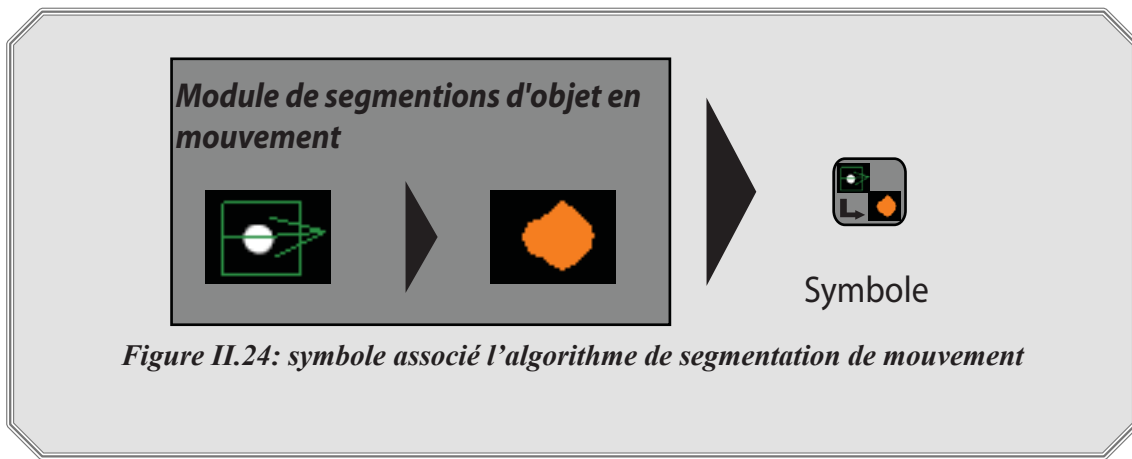 Module de segmentions d'objet en
mouvement
Symbole
Figure II.24: symbole associé l’algorithme de segmentation de mouvement